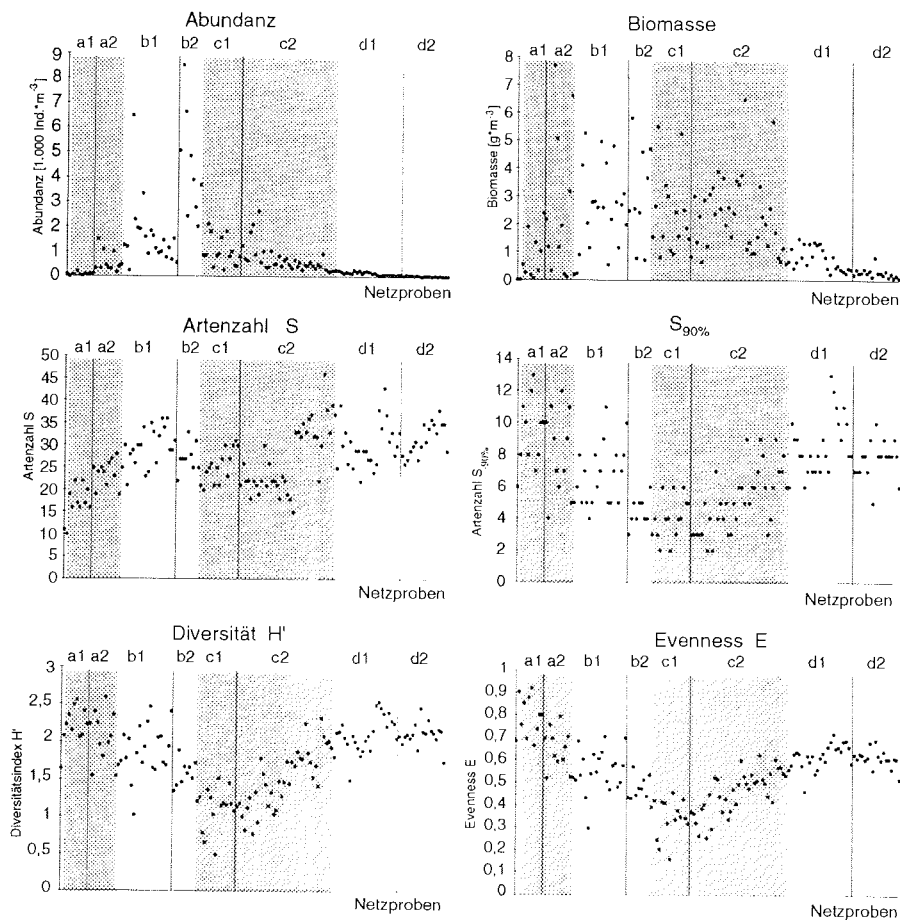 Abundanz
a1 a2 b1 b2 c1 c2 d1 d2
Abundanz [1.000 Ind.*m-3]
9
8
7
6
5
4
3
2
1
0
Netzproben
Biomasse
a1 a2 b1 b2 c1 c2 d1 d2
Biomasse [g*m-3]
8
7
6
5
4
3
2
1
0
Netzproben
Artenzahl S
a1 a2 b1 b2 c1 c2 d1 d2
Artenzahl S
50
45
40
35
30
25
20
15
10
5
0
Netzproben
S90%
a1 a2 b1 b2 c1 c2 d1 d2
Artenzahl S90%
14
12
10
8
6
4
2
0
Netzproben
Diversität H'
a1 a2 b1 b2 c1 c2 d1 d2
Diversitätsindex H'
3
2,5
2
1,5
1
0,5
0
Netzproben
Evenness E
a1 a2 b1 b2 c1 c2 d1 d2
Evenness E
1
0,9
0,8
0,7
0,6
0,5
0,4
0,3
0,2
0,1
0
Netzproben